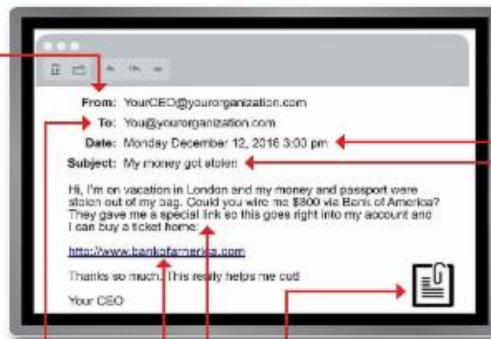 From: YourCEO@yourorganization.com
To: You@yourorganization.com
Date: Monday December 12, 2016 3:00 pm
Subject: My money got stolen
Hi, I'm on vacation in London and my money and passport were
stolen out of my bag. Could you wire me $800 via Bank of America?
They gave me a special link so this goes right into my account and
I can buy a ticket home:
http://www.bankofarnerica.com
Thanks so much. This really helps me out!
Your CEO